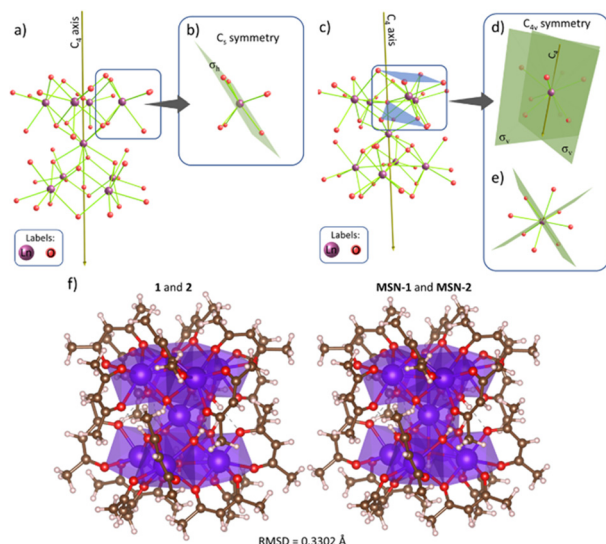 a)
C₄ axis
b)
Cₛ symmetry
σₕ
c)
C₄ axis
d)
C₄ᵥ symmetry
C₄
σᵥ
σᵥ
e)
Labels:
Ln
O
Labels:
Ln
O
f)
1 and 2
MSN-1 and MSN-2
RMSD = 0.3302 Å